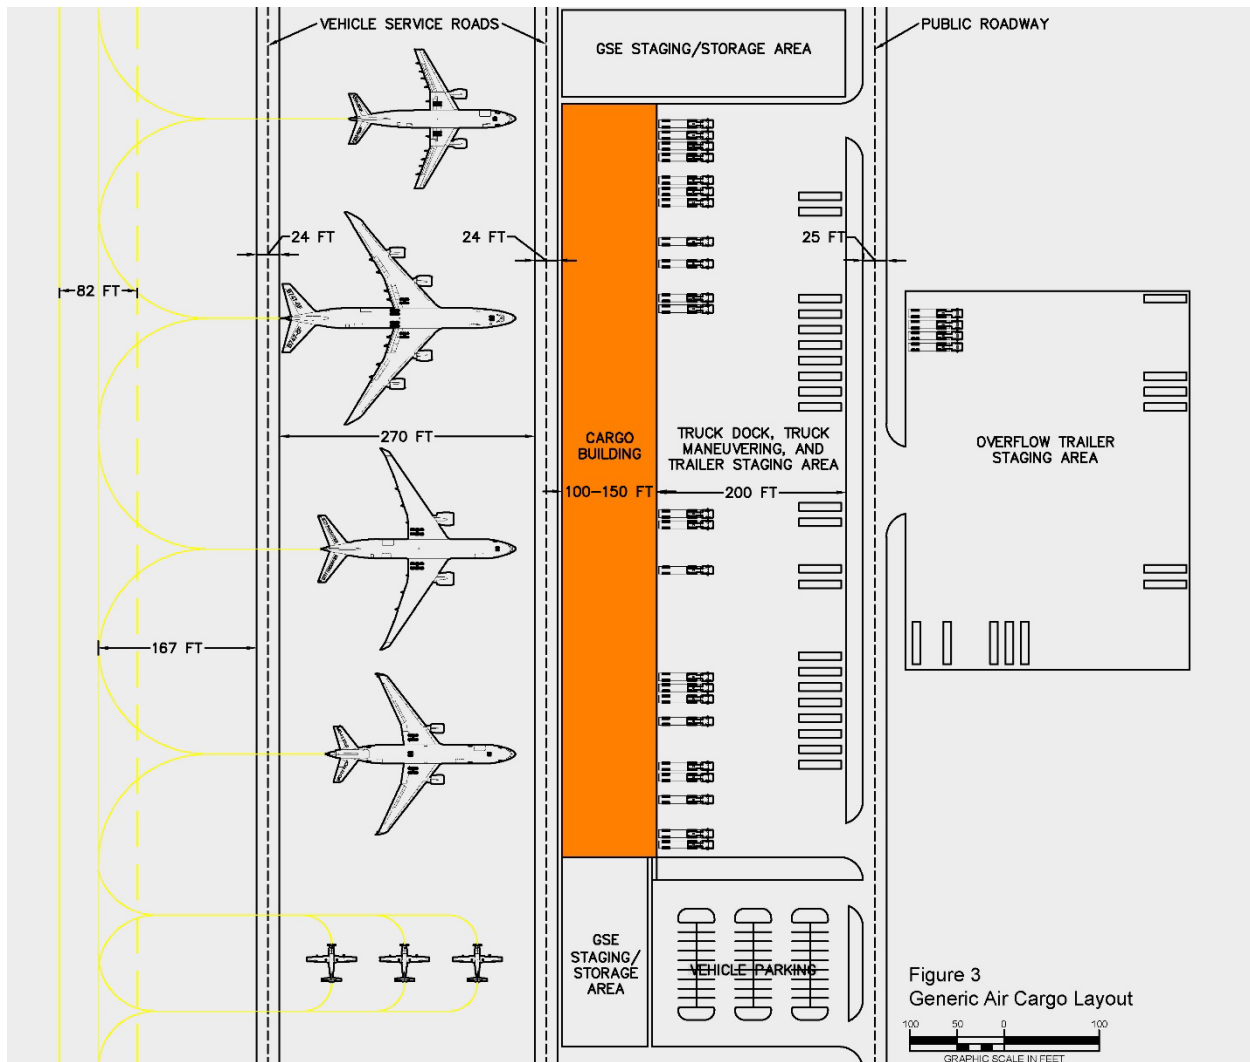 VEHICLE SERVICE ROADS
PUBLIC ROADWAY
GSE STAGING/STORAGE AREA
24 FT
24 FT
25 FT
82 FT
270 FT
CARGO
BUILDING
TRUCK DOCK, TRUCK
MANEUVERING, AND
TRAILER STAGING AREA
OVERFLOW TRAILER
STAGING AREA
100-150 FT
200 FT
167 FT
GSE
STAGING/
STORAGE
AREA
VEHICLE PARKING
Figure 3
Generic Air Cargo Layout
100
50
0
100
GRAPHIC SCALE IN FEET